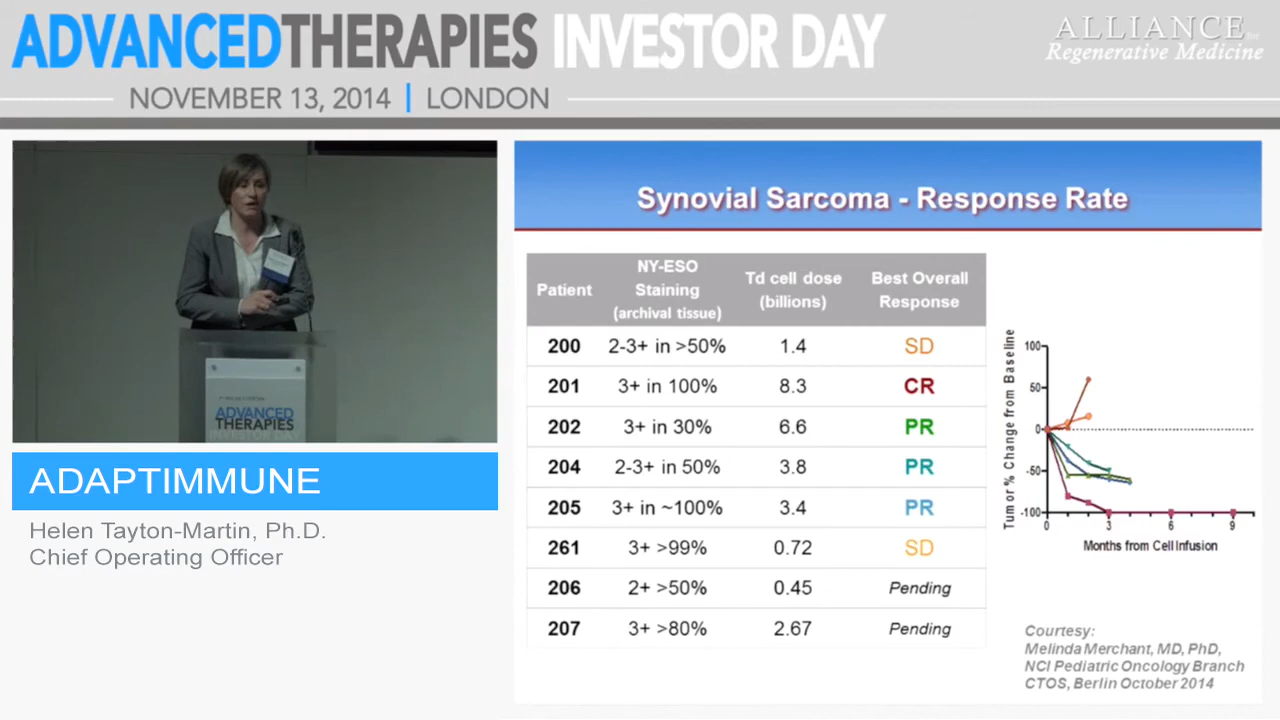 ADVANCEDTHERAPIES INVESTOR DAY
NOVEMBER 13, 2014 | LONDON
ALLIANCE for
Regenerative Medicine
ADVANCED
THERAPIES
INVESTOR DAY
ADAPTIMMUNE
Helen Tayton-Martin, Ph.D.
Chief Operating Officer
Synovial Sarcoma - Response Rate
Patient NY-ESO Staining (archival tissue) Td cell dose (billions) Best Overall Response
200 2-3+ in >50% 1.4 SD
201 3+ in 100% 8.3 CR
202 3+ in 30% 6.6 PR
204 2-3+ in 50% 3.8 PR
205 3+ in ~100% 3.4 PR
261 3+ >99% 0.72 SD
206 2+ >50% 0.45 Pending
207 3+ >80% 2.67 Pending
Tumor % Change from Baseline
100
50
0
-50
-100
0 3 6 9
Months from Cell Infusion
Courtesy:
Melinda Merchant, MD, PhD,
NCI Pediatric Oncology Branch
CTOS, Berlin October 2014